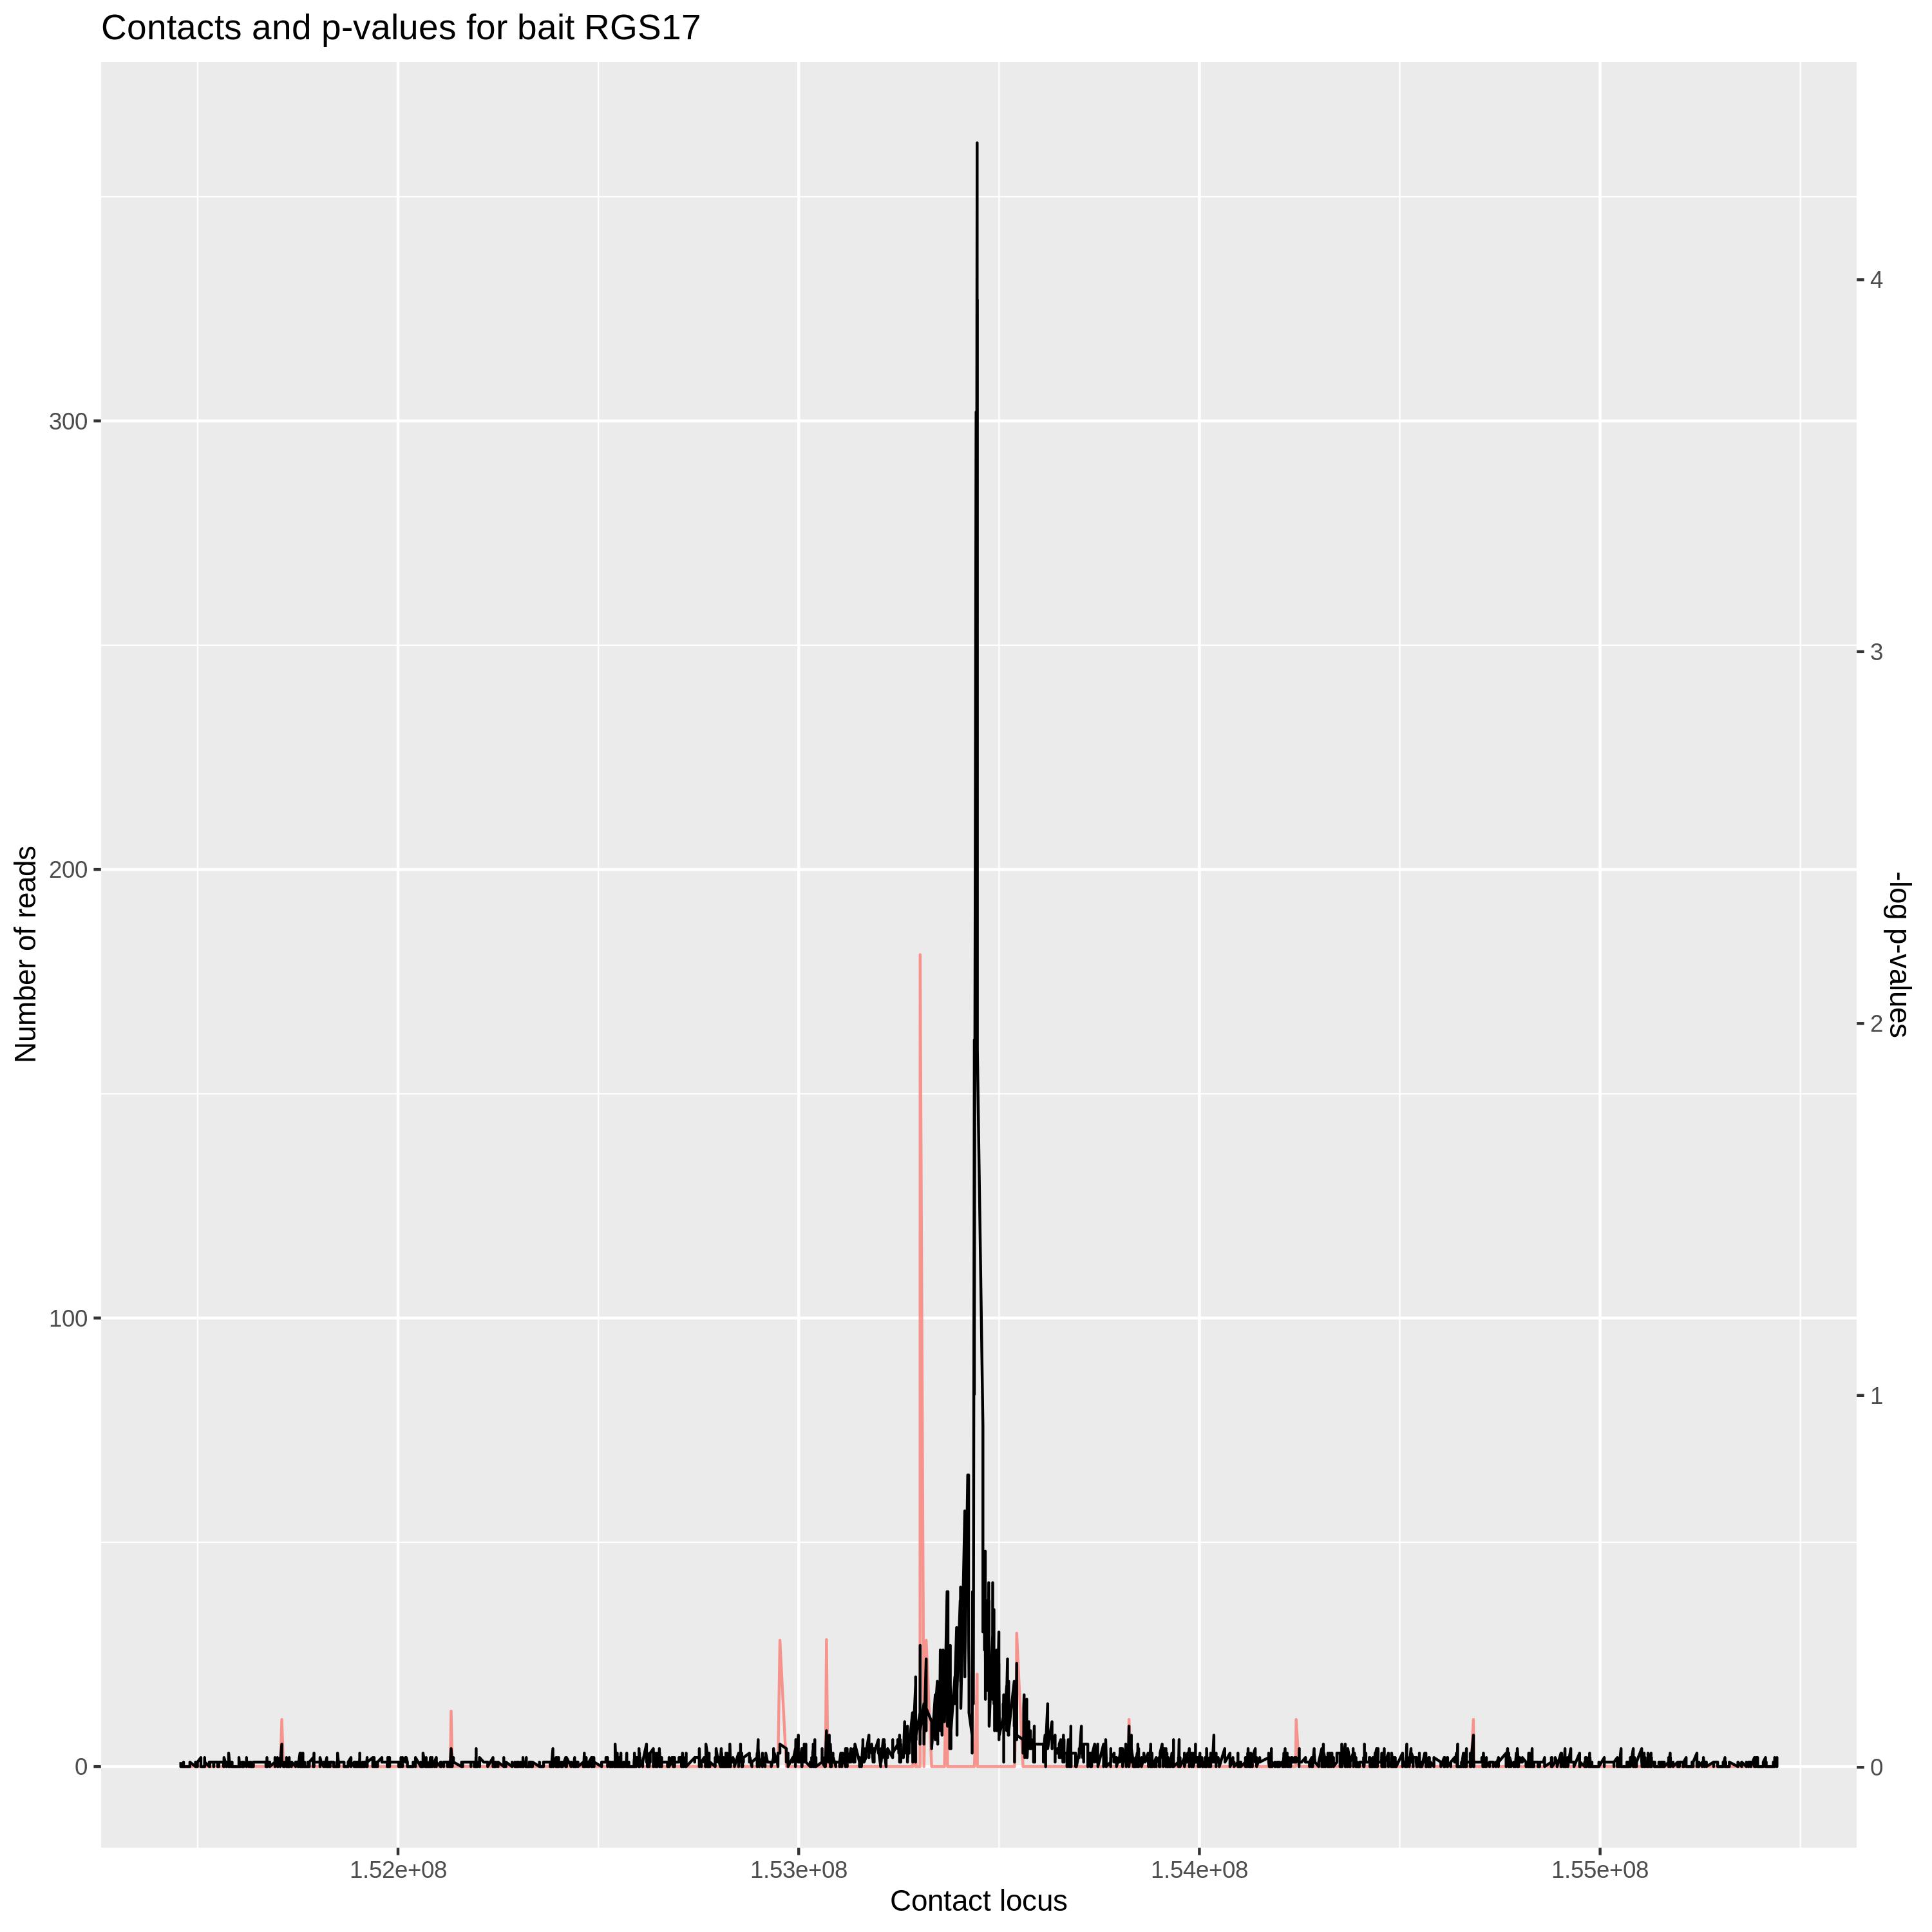 Contacts and p-values for bait RGS17
Number of reads
300
200
100
0
4
3
2
1
0
-log p-values
1.52e+08
1.53e+08
1.54e+08
1.55e+08
Contact locus